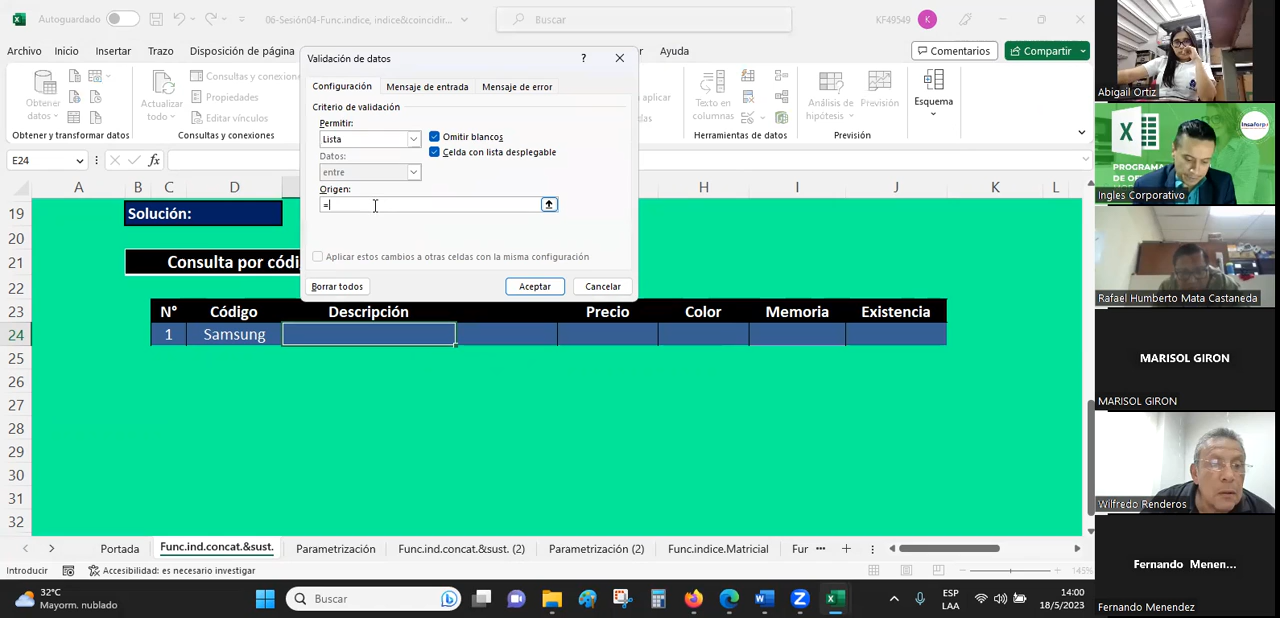 Autoguardado
06-Sesión04-Func.indice, indice&coincidir...
Buscar
KF49549
K
Archivo
Inicio
Insertar
Trazo
Disposición de página
Ayuda
Comentarios
Compartir
Obtener
datos
Actualizar
todo
Consultas y conexio
Propiedades
Editar vínculos
aplicar
Texto en
columnas
Análisis de
hipótesis
Previsión
Esquema
Obtener y transformar datos
Consultas y conexiones
Herramientas de datos
Previsión
Validación de datos
?
Configuración
Mensaje de entrada
Mensaje de error
Criterio de validación
Permitir:
Lista
Omitir blancos
Celda con lista desplegable
Datos:
entre
Origen:
=
Aplicar estos cambios a otras celdas con la misma configuración
Borrar todos
Aceptar
Cancelar
E24
fx
A B C D H I J K L
19 Solución:
20
21 Consulta por códi
22
23 N° Código Descripción Precio Color Memoria Existencia
24 1 Samsung
25
26
27
28
29
30
31
32
Portada
Func.ind.concat.&sust.
Parametrización
Func.ind.concat.&sust. (2)
Parametrización (2)
Func.indice.Matricial
Fur
Introducir
Accesibilidad: es necesario investigar
145%
32°C
Mayorm. nublado
Buscar
ESP
LAA
14:00
18/5/2023
Abigail Ortiz
PROGRAMA
DE OF
Insaforp
Ingles Corporativo
Rafael Humberto Mata Castaneda
MARISOL GIRON
MARISOL GIRON
Wilfredo Renderos
Fernando Menen...
Fernando Menendez